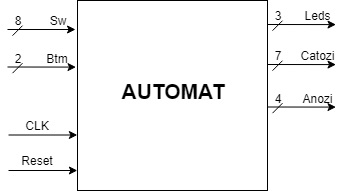 8 Sw
2 Btm
CLK
Reset
AUTOMAT
3 Leds
7 Catozi
4 Anozi